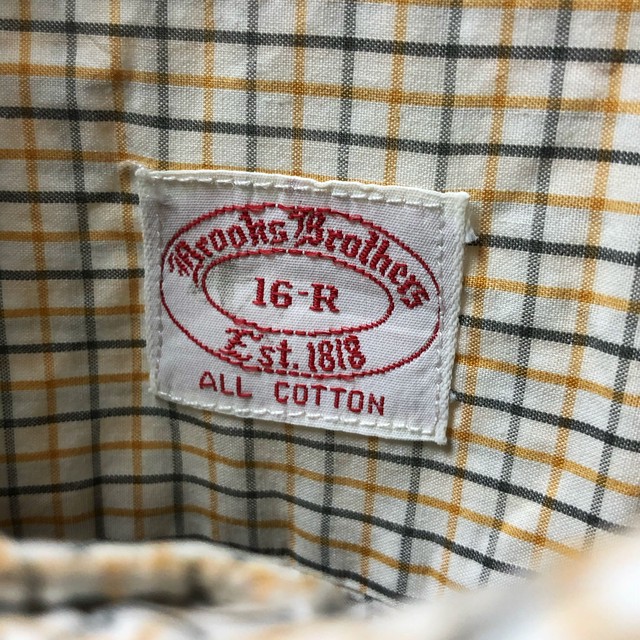 Brooks Brothers
16-R
Est. 1818
ALL COTTON